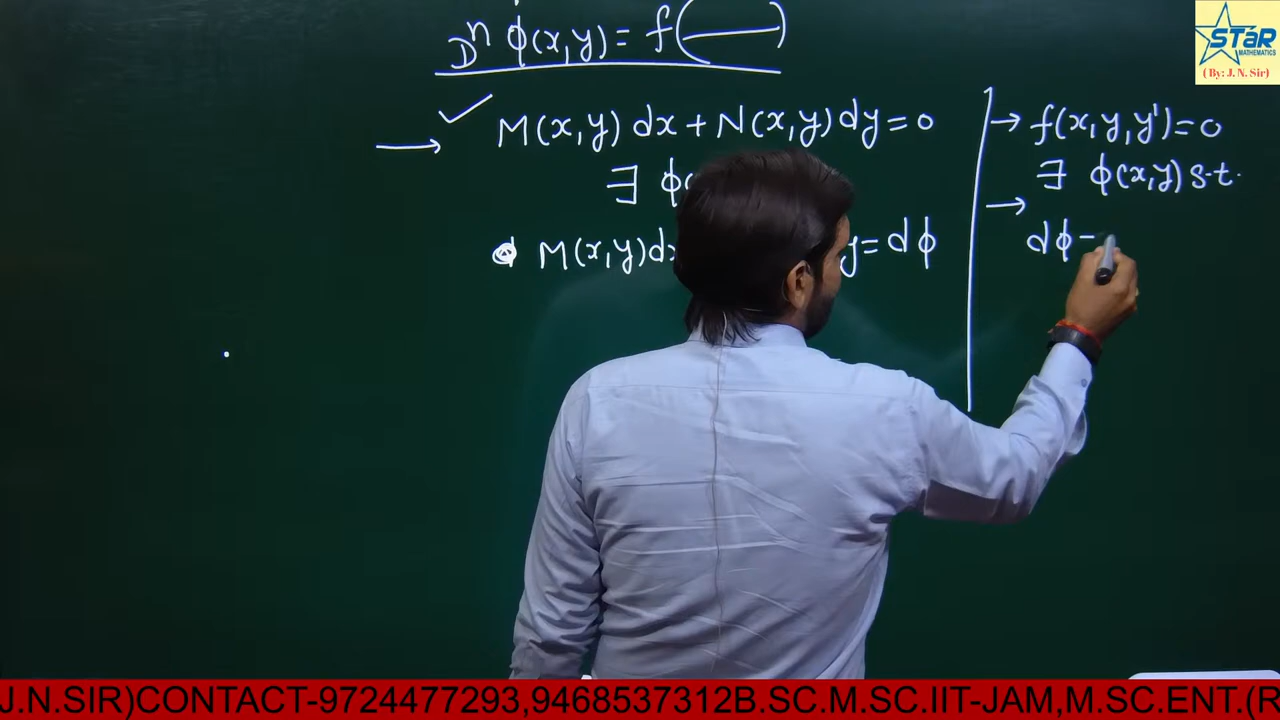 Dⁿ ϕ(x,y) = f( )
M(x,y) dx + N(x,y) dy = 0
∃
M(x,y)d
y = dϕ
→ f(x,y,y') = 0
∃ ϕ(x,y) s.t.
→
dϕ =
STAR
MATHEMATICS
( By: J. N. Sir)
J.N.SIR)CONTACT-9724477293,9468537312B.SC.M.SC.IIT-JAM,M.SC.ENT.(R